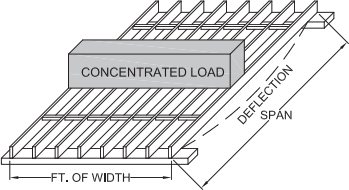 CONCENTRATED LOAD
DEFLECTION
SPAN
FT. OF WIDTH